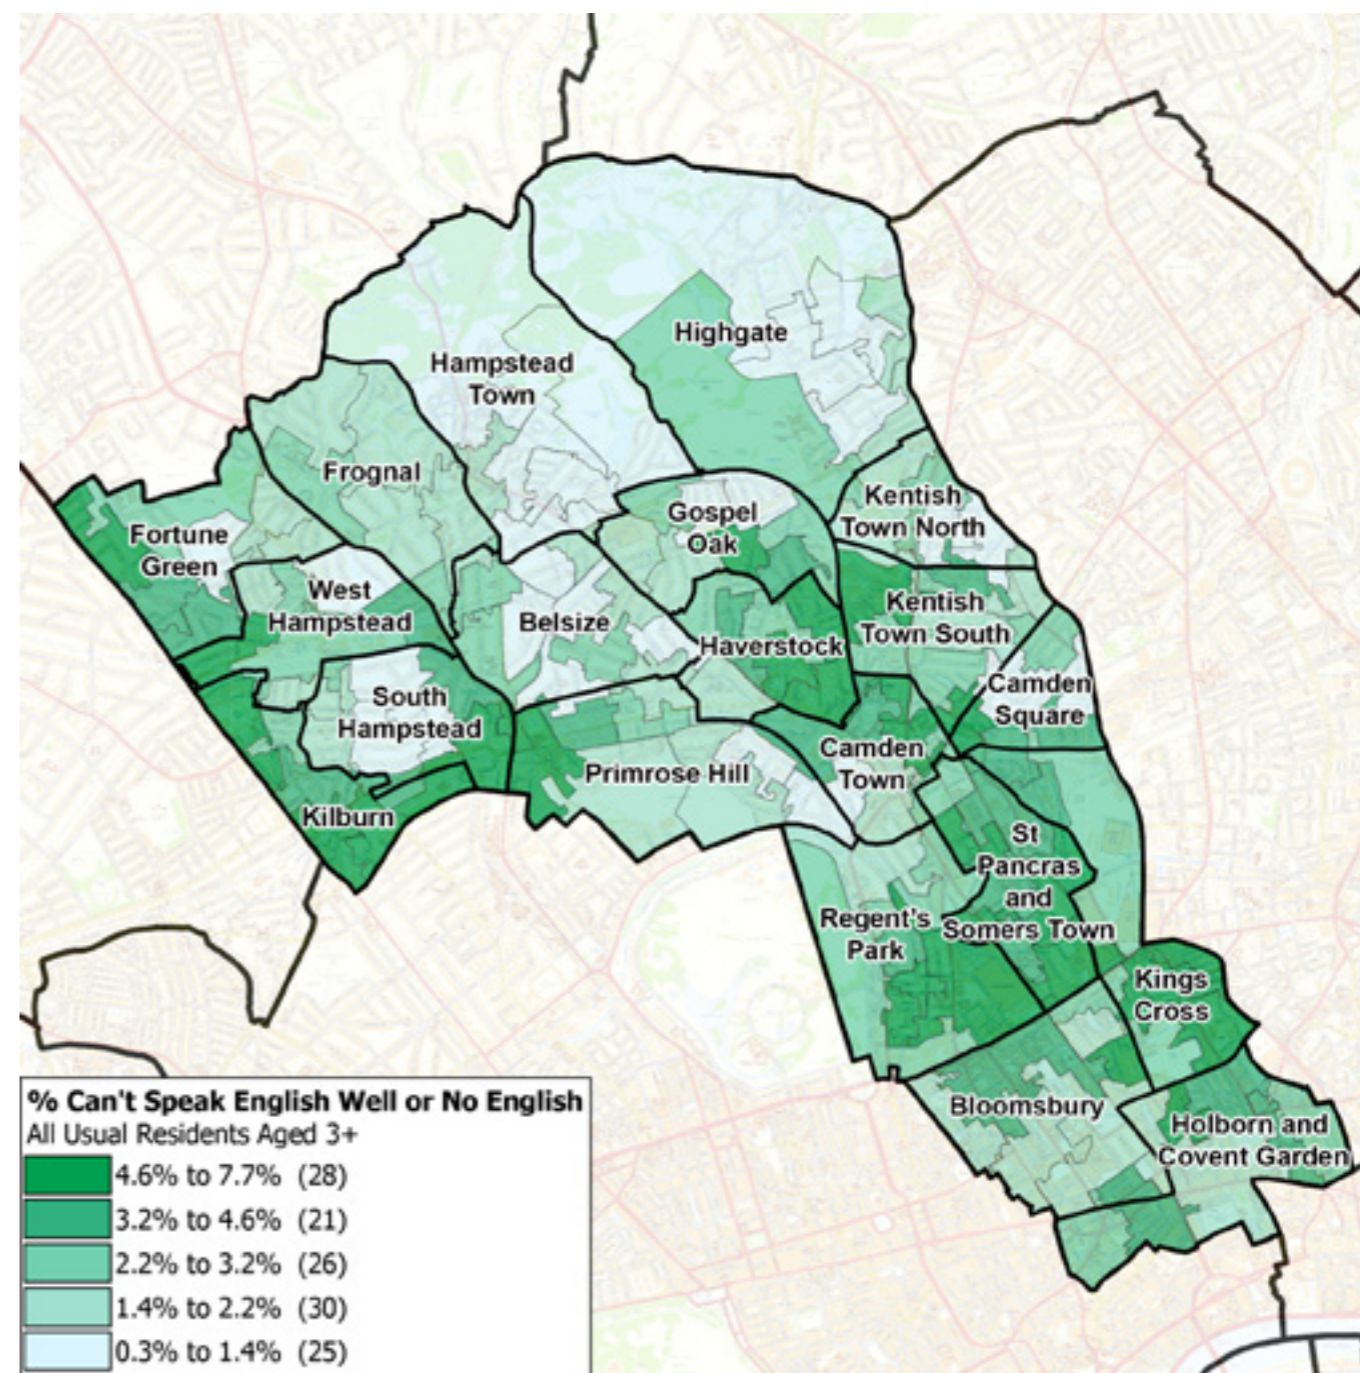 Highgate
Hampstead
Town
Frognal
Kentish
Town North
Gospel
Oak
Fortune
Green
West
Hampstead
Belsize
Haverstock
Kentish
Town South
Camden
Square
South
Hampstead
Camden
Town
Primrose Hill
Kilburn
St
Pancras
and
Somers Town
Regent's
Park
Kings
Cross
Bloomsbury
Holborn and
Covent Garden
% Can't Speak English Well or No English
All Usual Residents Aged 3+
4.6% to 7.7% (28)
3.2% to 4.6% (21)
2.2% to 3.2% (26)
1.4% to 2.2% (30)
0.3% to 1.4% (25)